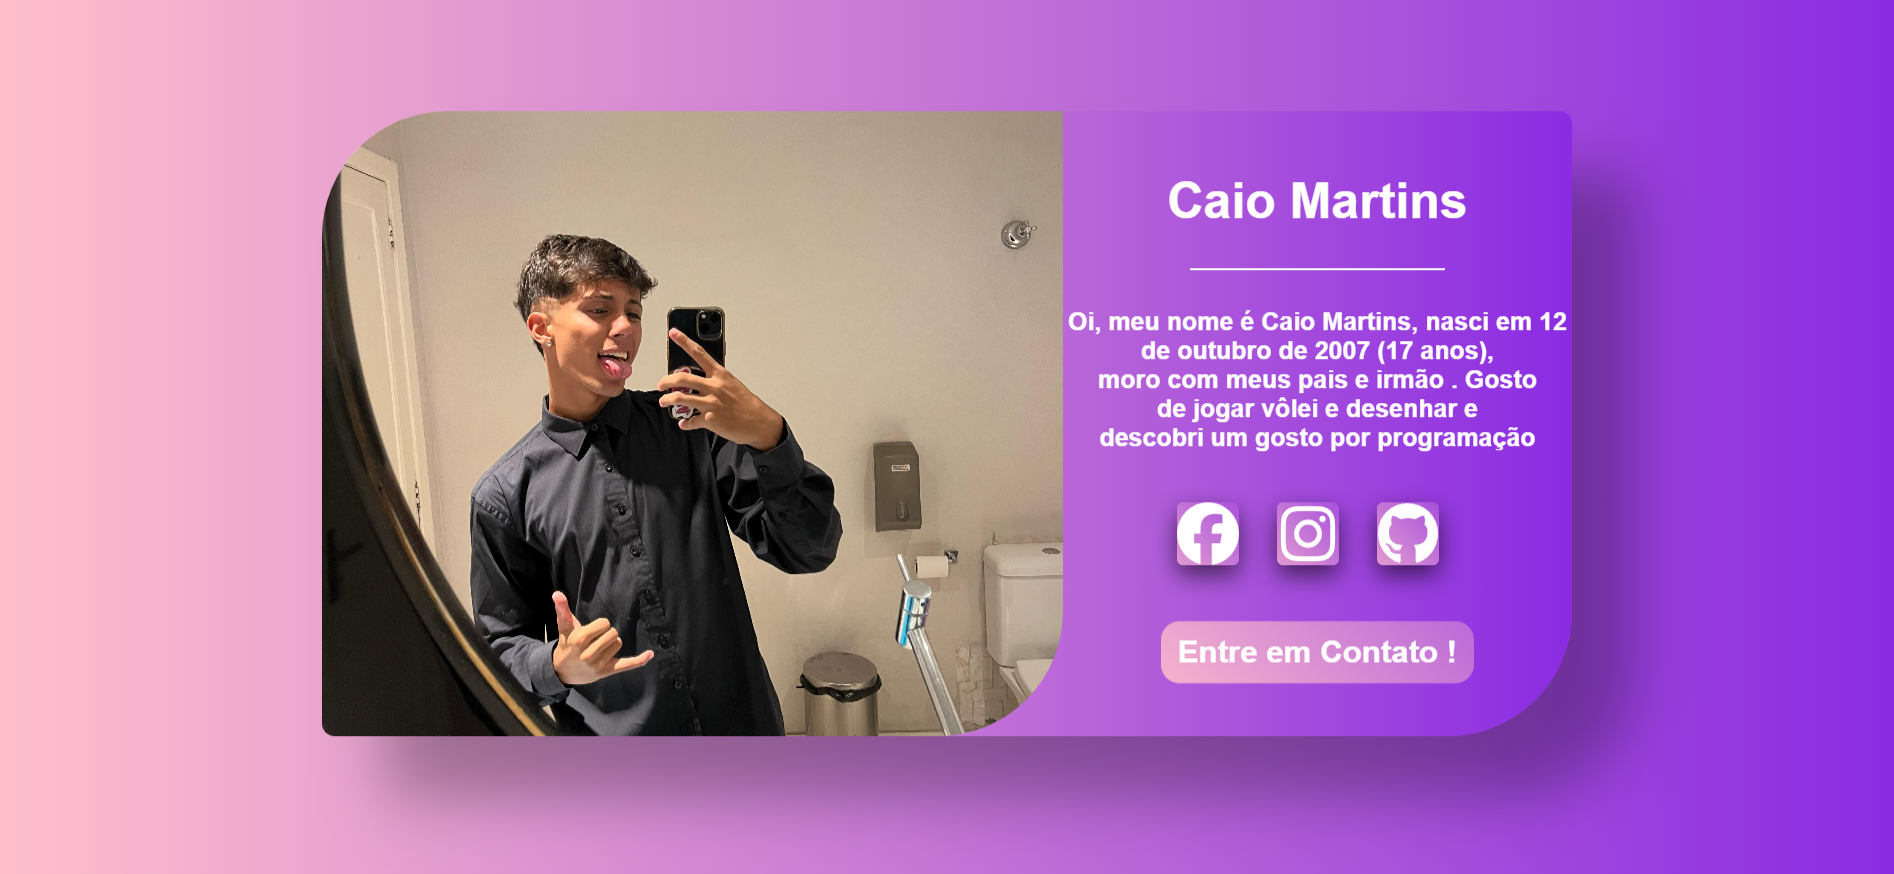 Caio Martins
Oi, meu nome é Caio Martins, nasci em 12
de outubro de 2007 (17 anos),
moro com meus pais e irmão . Gosto
de jogar vôlei e desenhar e
descobri um gosto por programação
Entre em Contato !